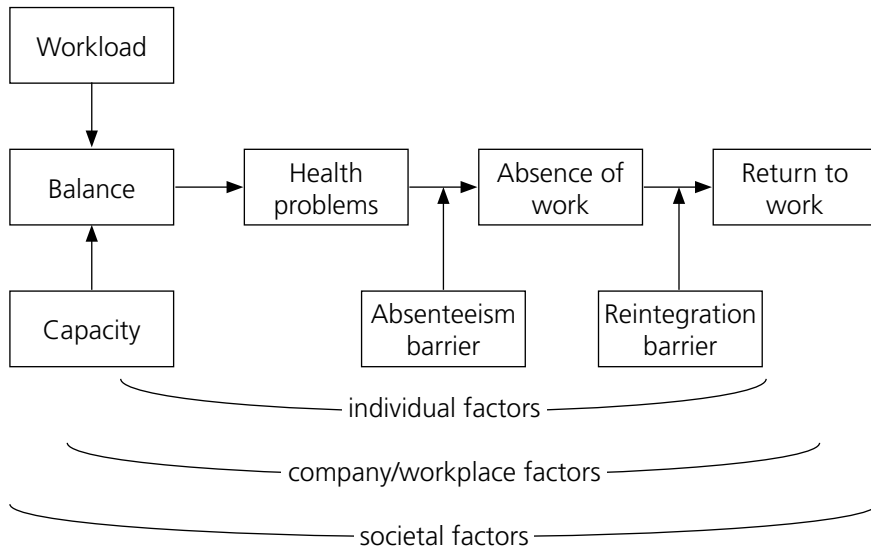 Workload
Balance
Health
problems
Absence of
work
Return to
work
Capacity
Absenteeism
barrier
Reintegration
barrier
individual factors
company/workplace factors
societal factors